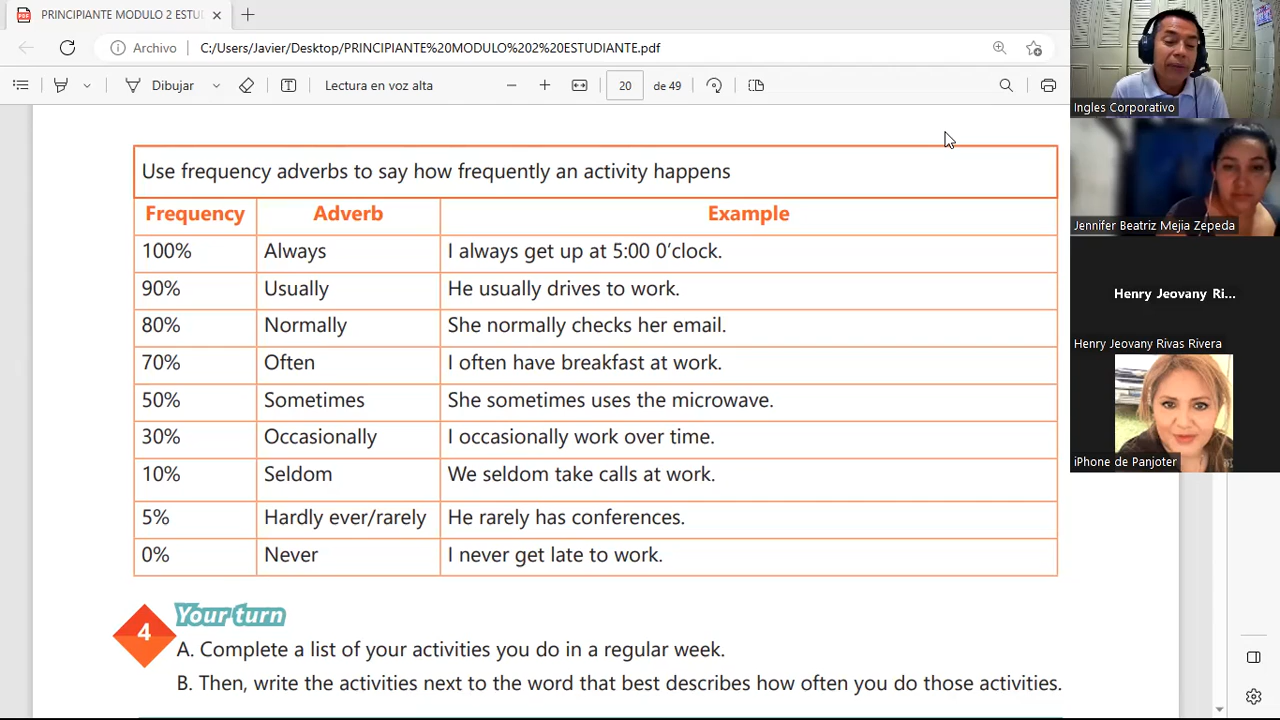 PRINCIPIANTE MODULO 2 ESTU
Archivo
C:/Users/Javier/Desktop/PRINCIPIANTE%20MODULO%202%20ESTUDIANTE.pdf
Dibujar
Lectura en voz alta
20
de 49
Use frequency adverbs to say how frequently an activity happens
Frequency Adverb Example
100% Always I always get up at 5:00 0’clock.
90% Usually He usually drives to work.
80% Normally She normally checks her email.
70% Often I often have breakfast at work.
50% Sometimes She sometimes uses the microwave.
30% Occasionally I occasionally work over time.
10% Seldom We seldom take calls at work.
5% Hardly ever/rarely He rarely has conferences.
0% Never I never get late to work.
4 Your turn
A. Complete a list of your activities you do in a regular week.
B. Then, write the activities next to the word that best describes how often you do those activities.
Ingles Corporativo
Jennifer Beatriz Mejia Zepeda
Henry Jeovany Ri...
Henry Jeovany Rivas Rivera
iPhone de Panjoter